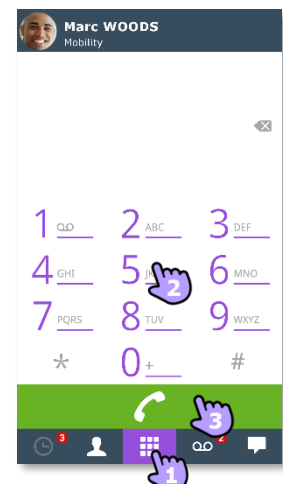 Marc WOODS
Mobility
1 2 ABC 3 DEF
4 GHI 5 JK 6 MNO
7 PQRS 8 TUV 9 WXYZ
* 0 + #
2
3
3 2
1